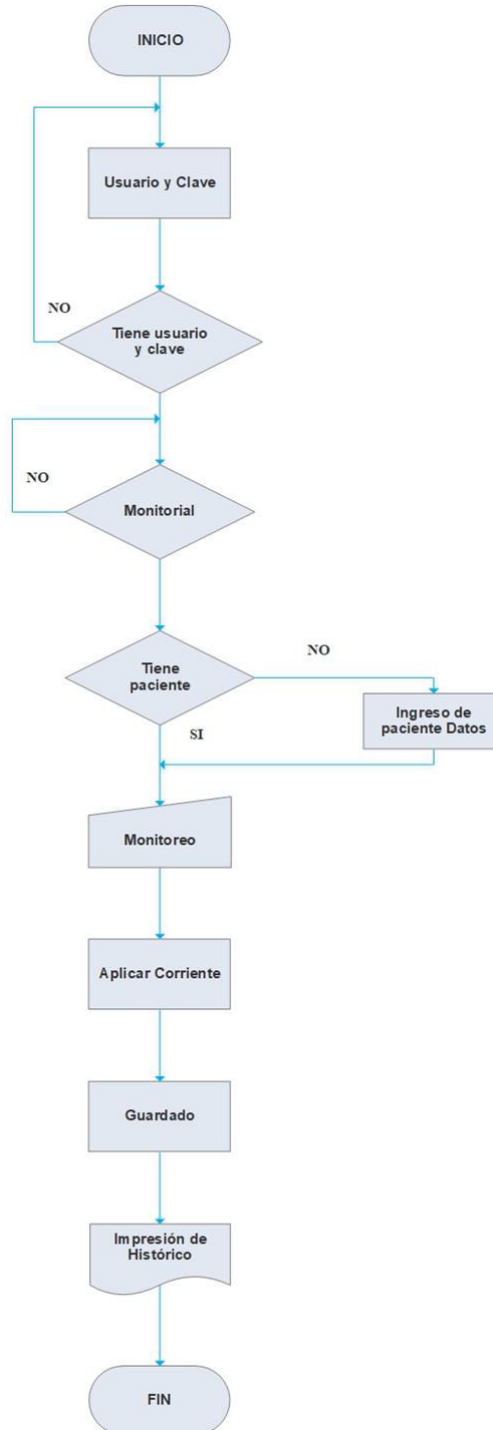 INICIO
Usuario y Clave
NO
Tiene usuario
y clave
NO
Monitorial
Tiene
paciente
NO
Ingreso de
paciente Datos
SI
Monitoreo
Aplicar Corriente
Guardado
Impresión de
Histórico
FIN